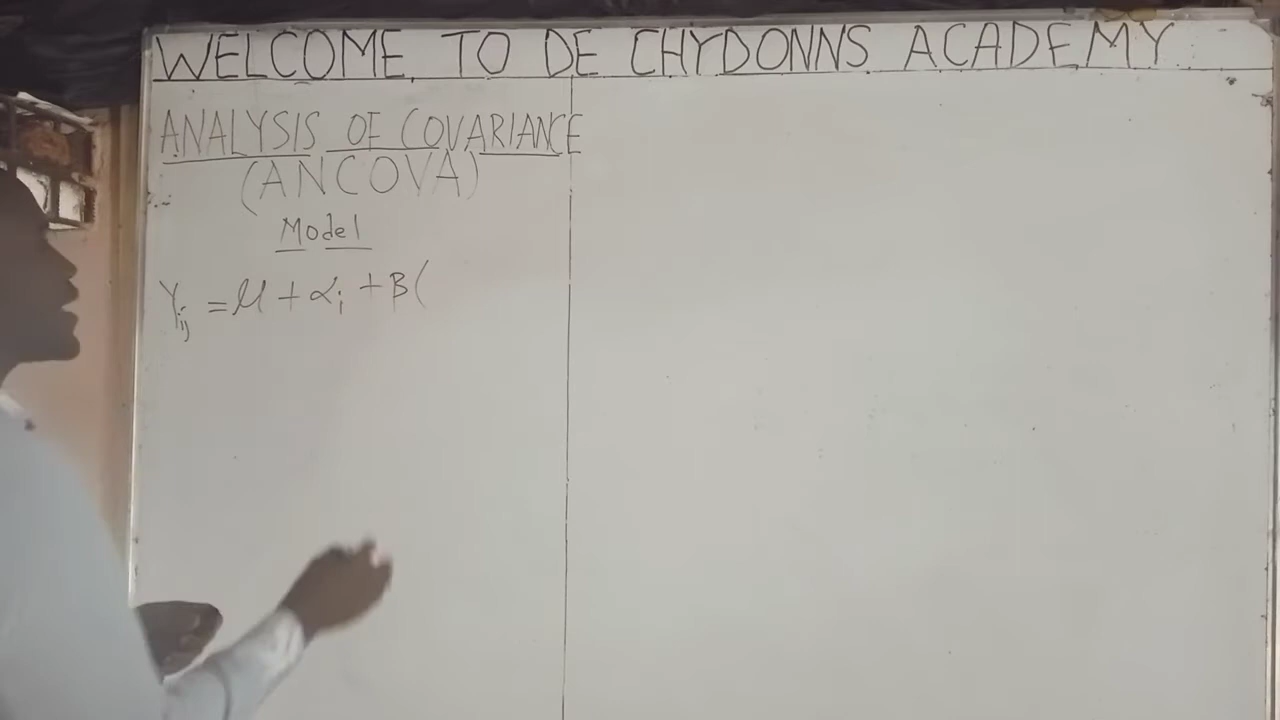 WELCOME TO DE CHYDONNS ACADEMY
ANALYSIS OF COVARIANCE
(ANCOVA)
Model
Yij = μ + αi + β(